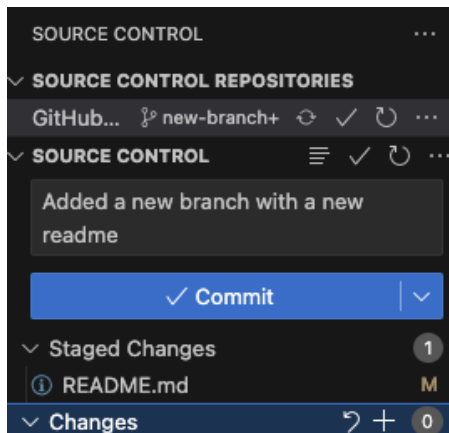 SOURCE CONTROL
SOURCE CONTROL REPOSITORIES
GitHub... new-branch+
SOURCE CONTROL
Added a new branch with a new
readme
Commit
Staged Changes 1
README.md M
Changes 0